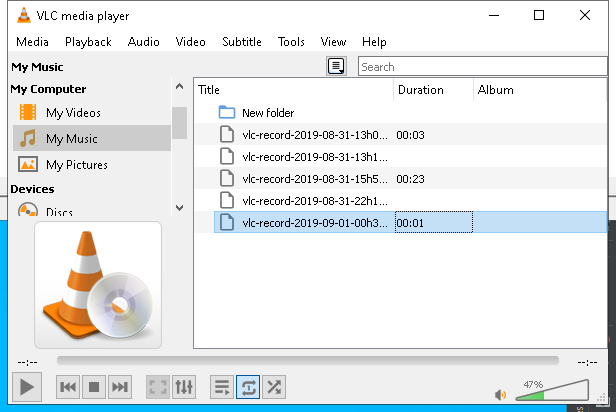 VLC media player
Media Playback Audio Video Subtitle Tools View Help
My Music
Search
My Computer
My Videos
My Music
My Pictures
Devices
Discs
Title Duration Album
New folder
vlc-record-2019-08-31-13h0... 00:03
vlc-record-2019-08-31-13h1...
vlc-record-2019-08-31-15h5... 00:23
vlc-record-2019-08-31-22h1...
vlc-record-2019-09-01-00h3... 00:01
--:-- --:--
47%